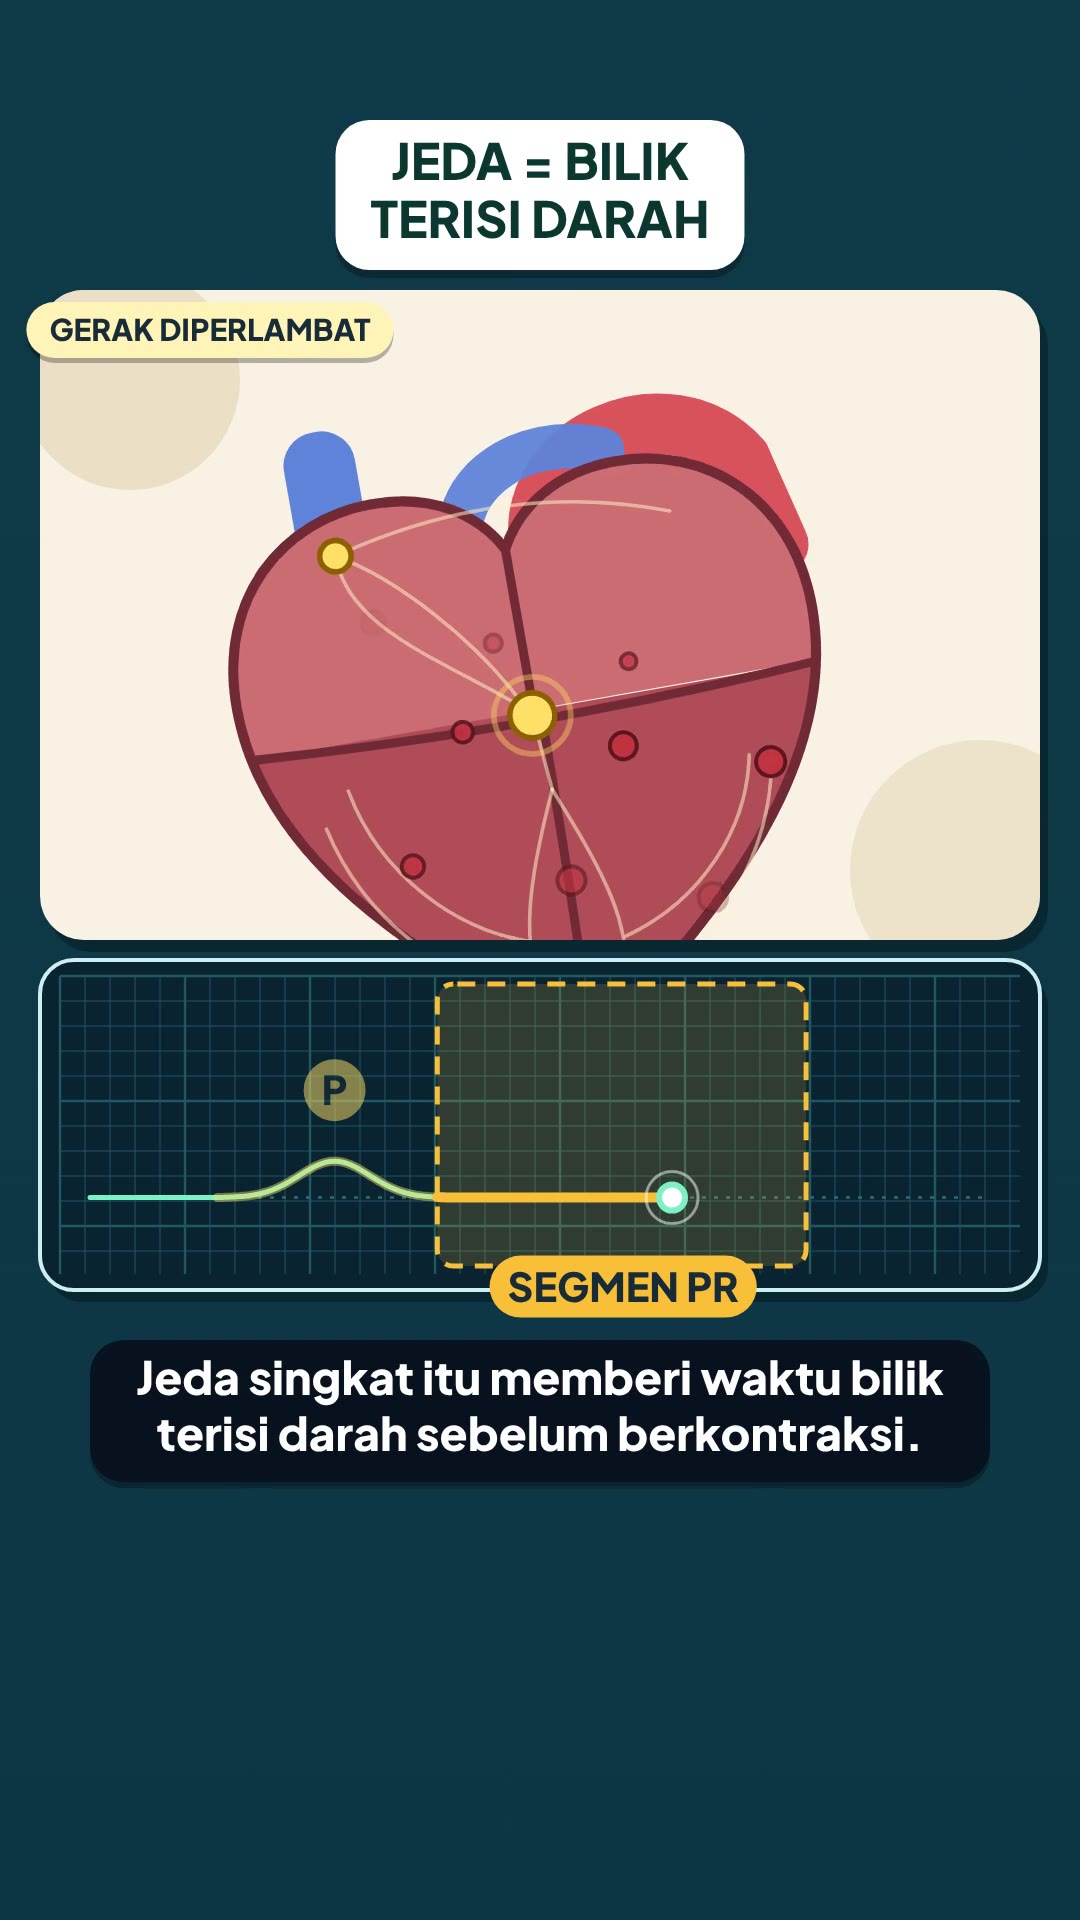 JEDA = BILIK
TERISI DARAH
GERAK DIPERLAMBAT
P
SEGMEN PR
Jeda singkat itu memberi waktu bilik
terisi darah sebelum berkontraksi.